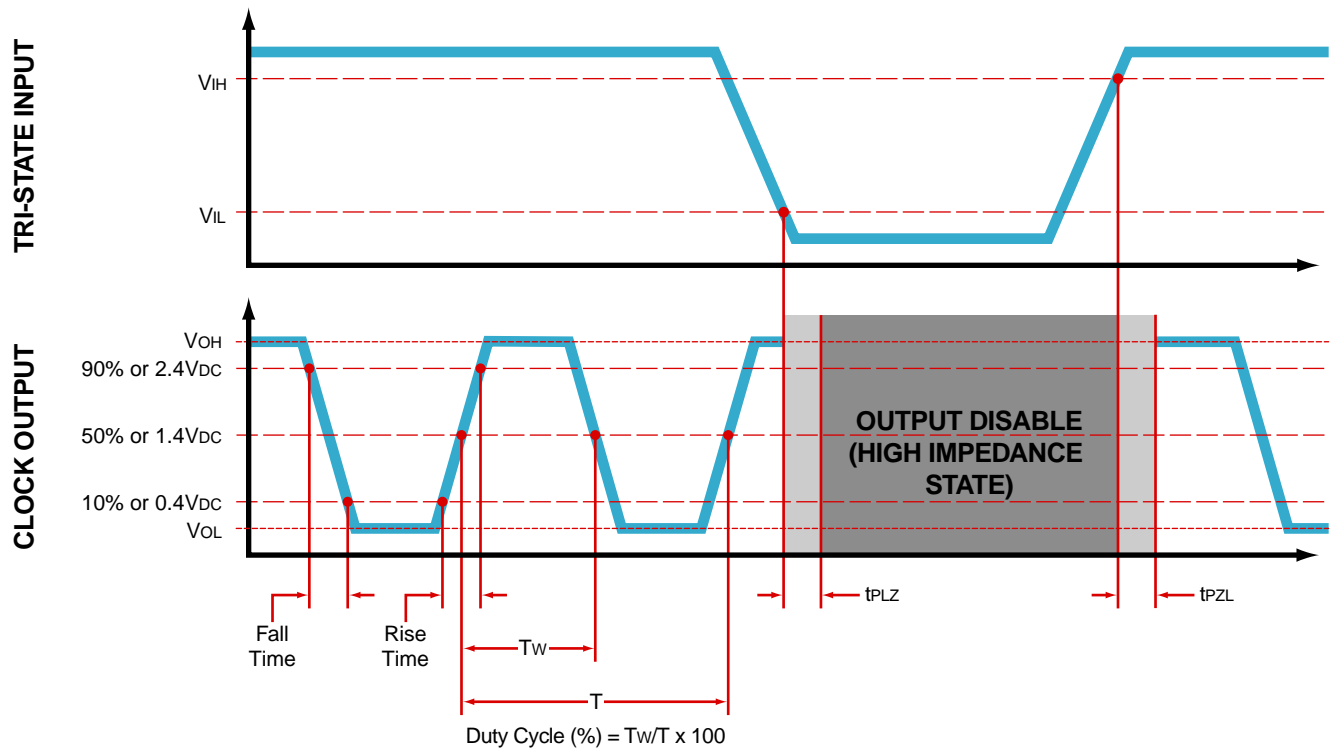 TRI-STATE INPUT
VIH
VIL
CLOCK OUTPUT
VOH
90% or 2.4VDC
50% or 1.4VDC
10% or 0.4VDC
VOL
OUTPUT DISABLE
(HIGH IMPEDANCE
STATE)
tPLZ
tPZL
Fall
Time
Rise
Time
TW
T
Duty Cycle (%) = TW/T x 100